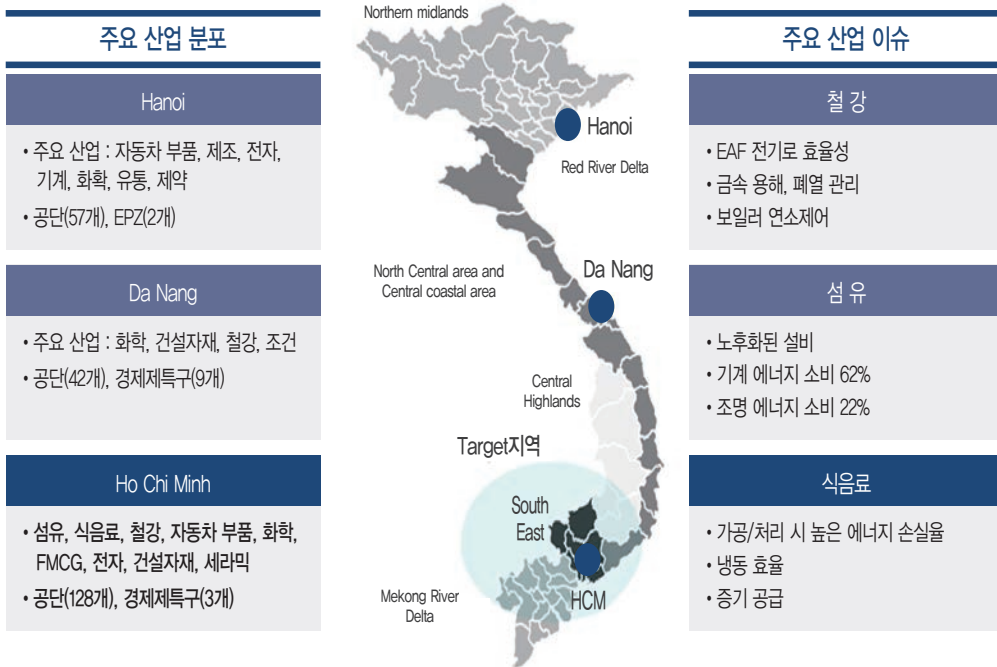 주요 산업 분포
Hanoi
• 주요 산업 : 자동차 부품, 제조, 전자,
기계, 화확, 유통, 제약
• 공단(57개), EPZ(2개)
Da Nang
• 주요 산업 : 화학, 건설자재, 철강, 조건
• 공단(42개), 경제제특구(9개)
Ho Chi Minh
• 섬유, 식음료, 철강, 자동차 부품, 화학,
FMCG, 전자, 건설자재, 세라믹
• 공단(128개), 경제제특구(3개)
Northern midlands
Hanoi
Red River Delta
North Central area and
Central coastal area
Da Nang
Central
Highlands
Target지역
South
East
HCM
Mekong River
Delta
주요 산업 이슈
철 강
• EAF 전기로 효율성
• 금속 용해, 폐열 관리
• 보일러 연소제어
섬 유
• 노후화된 설비
• 기계 에너지 소비 62%
• 조명 에너지 소비 22%
식음료
• 가공/처리 시 높은 에너지 손실율
• 냉동 효율
• 증기 공급